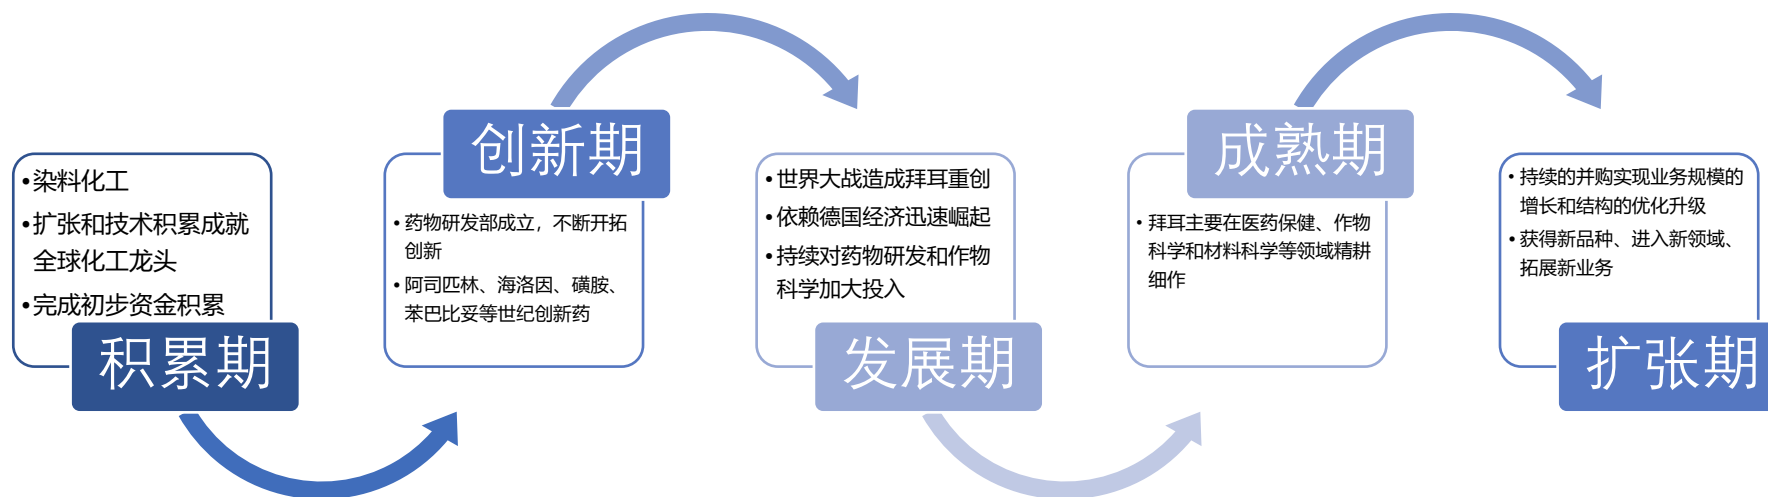 •染料化工
•扩张和技术积累成就
全球化工龙头
•完成初步资金积累
积累期
创新期
•药物研发部成立，不断开拓
创新
•阿司匹林、海洛因、磺胺、
苯巴比妥等世纪创新药
•世界大战造成拜耳重创
•依赖德国经济迅速崛起
•持续对药物研发和作物
科学加大投入
发展期
成熟期
•拜耳主要在医药保健、作物
科学和材料科学等领域精耕
细作
•持续的并购实现业务规模的
增长和结构的优化升级
•获得新品种、进入新领域、
拓展新业务
扩张期